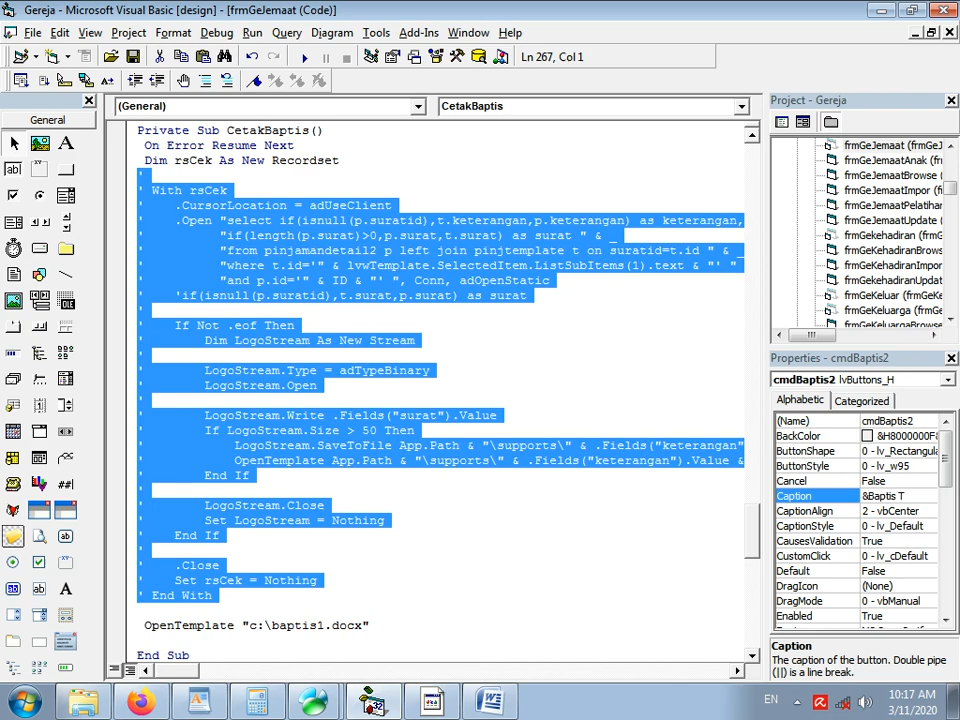 Gereja - Microsoft Visual Basic [design] - [frmGeJemaat (Code)]
File Edit View Project Format Debug Run Query Diagram Tools Add-Ins Window Help
Ln 267, Col 1
General
(General)
CetakBaptis
Private Sub CetakBaptis()
On Error Resume Next
Dim rsCek As New Recordset
'
' With rsCek
' .CursorLocation = adUseClient
' .Open "select if(isnull(p.suratid),t.keterangan,p.keterangan) as keterangan,
' "if(length(p.surat)>0,p.surat,t.surat) as surat " & _
' "from pinjamandetail2 p left join pinjtemplate t on suratid=t.id " & _
' "where t.id='" & lvwTemplate.SelectedItem.ListSubItems(1).text & "' "
' "and p.id='" & ID & "' ", Conn, adOpenStatic
' 'if(isnull(p.suratid),t.surat,p.surat) as surat
'
' If Not .eof Then
' Dim LogoStream As New Stream
'
' LogoStream.Type = adTypeBinary
' LogoStream.Open
'
' LogoStream.Write .Fields("surat").Value
' If LogoStream.Size > 50 Then
' LogoStream.SaveToFile App.Path & "\supports\" & .Fields("keterangan"
' OpenTemplate App.Path & "\supports\" & .Fields("keterangan").Value &
' End If
'
' LogoStream.Close
' Set LogoStream = Nothing
' End If
'
' .Close
' Set rsCek = Nothing
' End With
OpenTemplate "c:\baptis1.docx"
End Sub
Project - Gereja
frmGeJemaat (frmGeJ
frmGeJemaatAnak (
frmGeJemaatBrowse
frmGeJemaatImpor (
frmGeJemaatPelatihar
frmGeJemaatUpdate (
frmGeKehadiran (frm
frmGeKehadiranBrow
frmGeKehadiranImpor
frmGeKehadiranUpdat
frmGeKeluar (frmGeK
frmGeKeluarga (frmG
frmGeKeluargaBrowse
Properties - cmdBaptis2
cmdBaptis2 lvButtons_H
Alphabetic Categorized
(Name) cmdBaptis2
BackColor &H8000000F&
ButtonShape 0 - lv_Rectangula
ButtonStyle 0 - lv_w95
Cancel False
Caption &Baptis T
CaptionAlign 2 - vbCenter
CaptionStyle 0 - lv_Default
CausesValidation True
CustomClick 0 - lv_cDefault
Default False
DragIcon (None)
DragMode 0 - vbManual
Enabled True
Caption
The caption of the button. Double pipe
(||) is a line break.
EN
10:17 AM
3/11/2020